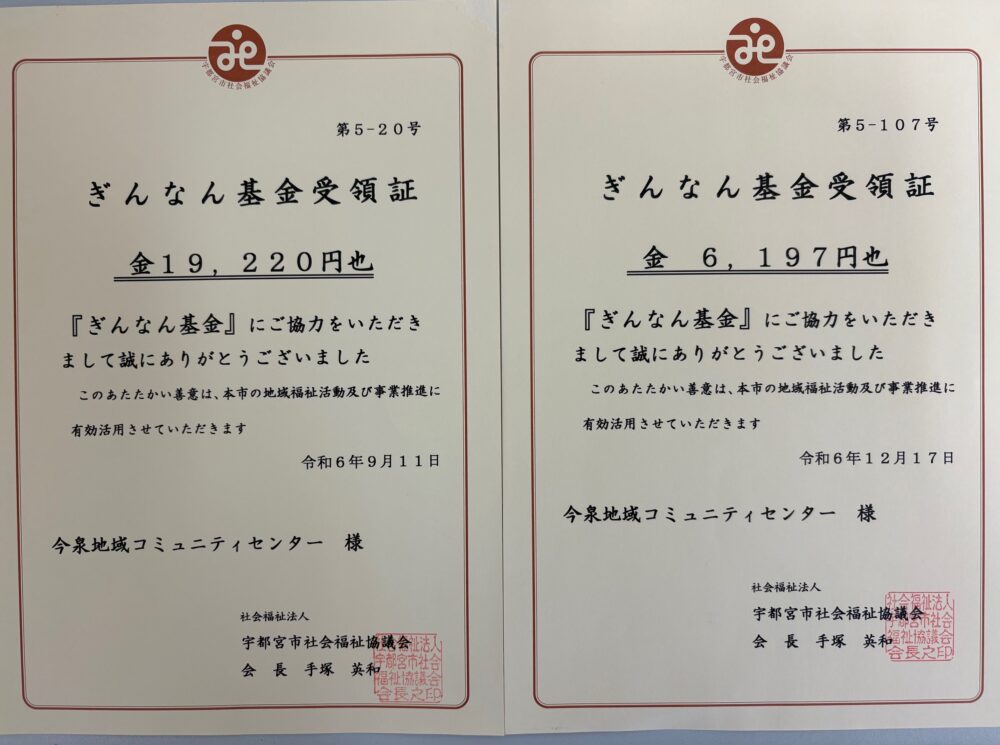 宇都宮市社会福祉協議会
第5-20号
ぎんなん基金受領証
金19,220円也
『ぎんなん基金』にご協力をいただき
まして誠にありがとうございました
このあたたかい善意は、本市の地域福祉活動及び事業推進に
有効活用させていただきます
令和6年9月11日
今泉地域コミュニティセンター 様
社会福祉法人
宇都宮市社会福祉協議会
会 長 手塚 英和
社会福祉法人
宇都宮市社会
福祉協議会
会長之印
宇都宮市社会福祉協議会
第5-107号
ぎんなん基金受領証
金 6,197円也
『ぎんなん基金』にご協力をいただき
まして誠にありがとうございました
このあたたかい善意は、本市の地域福祉活動及び事業推進に
有効活用させていただきます
令和6年12月17日
今泉地域コミュニティセンター 様
社会福祉法人
宇都宮市社会福祉協議会
会 長 手塚 英和
社会福祉法人
宇都宮市社会
福祉協議会
会長之印